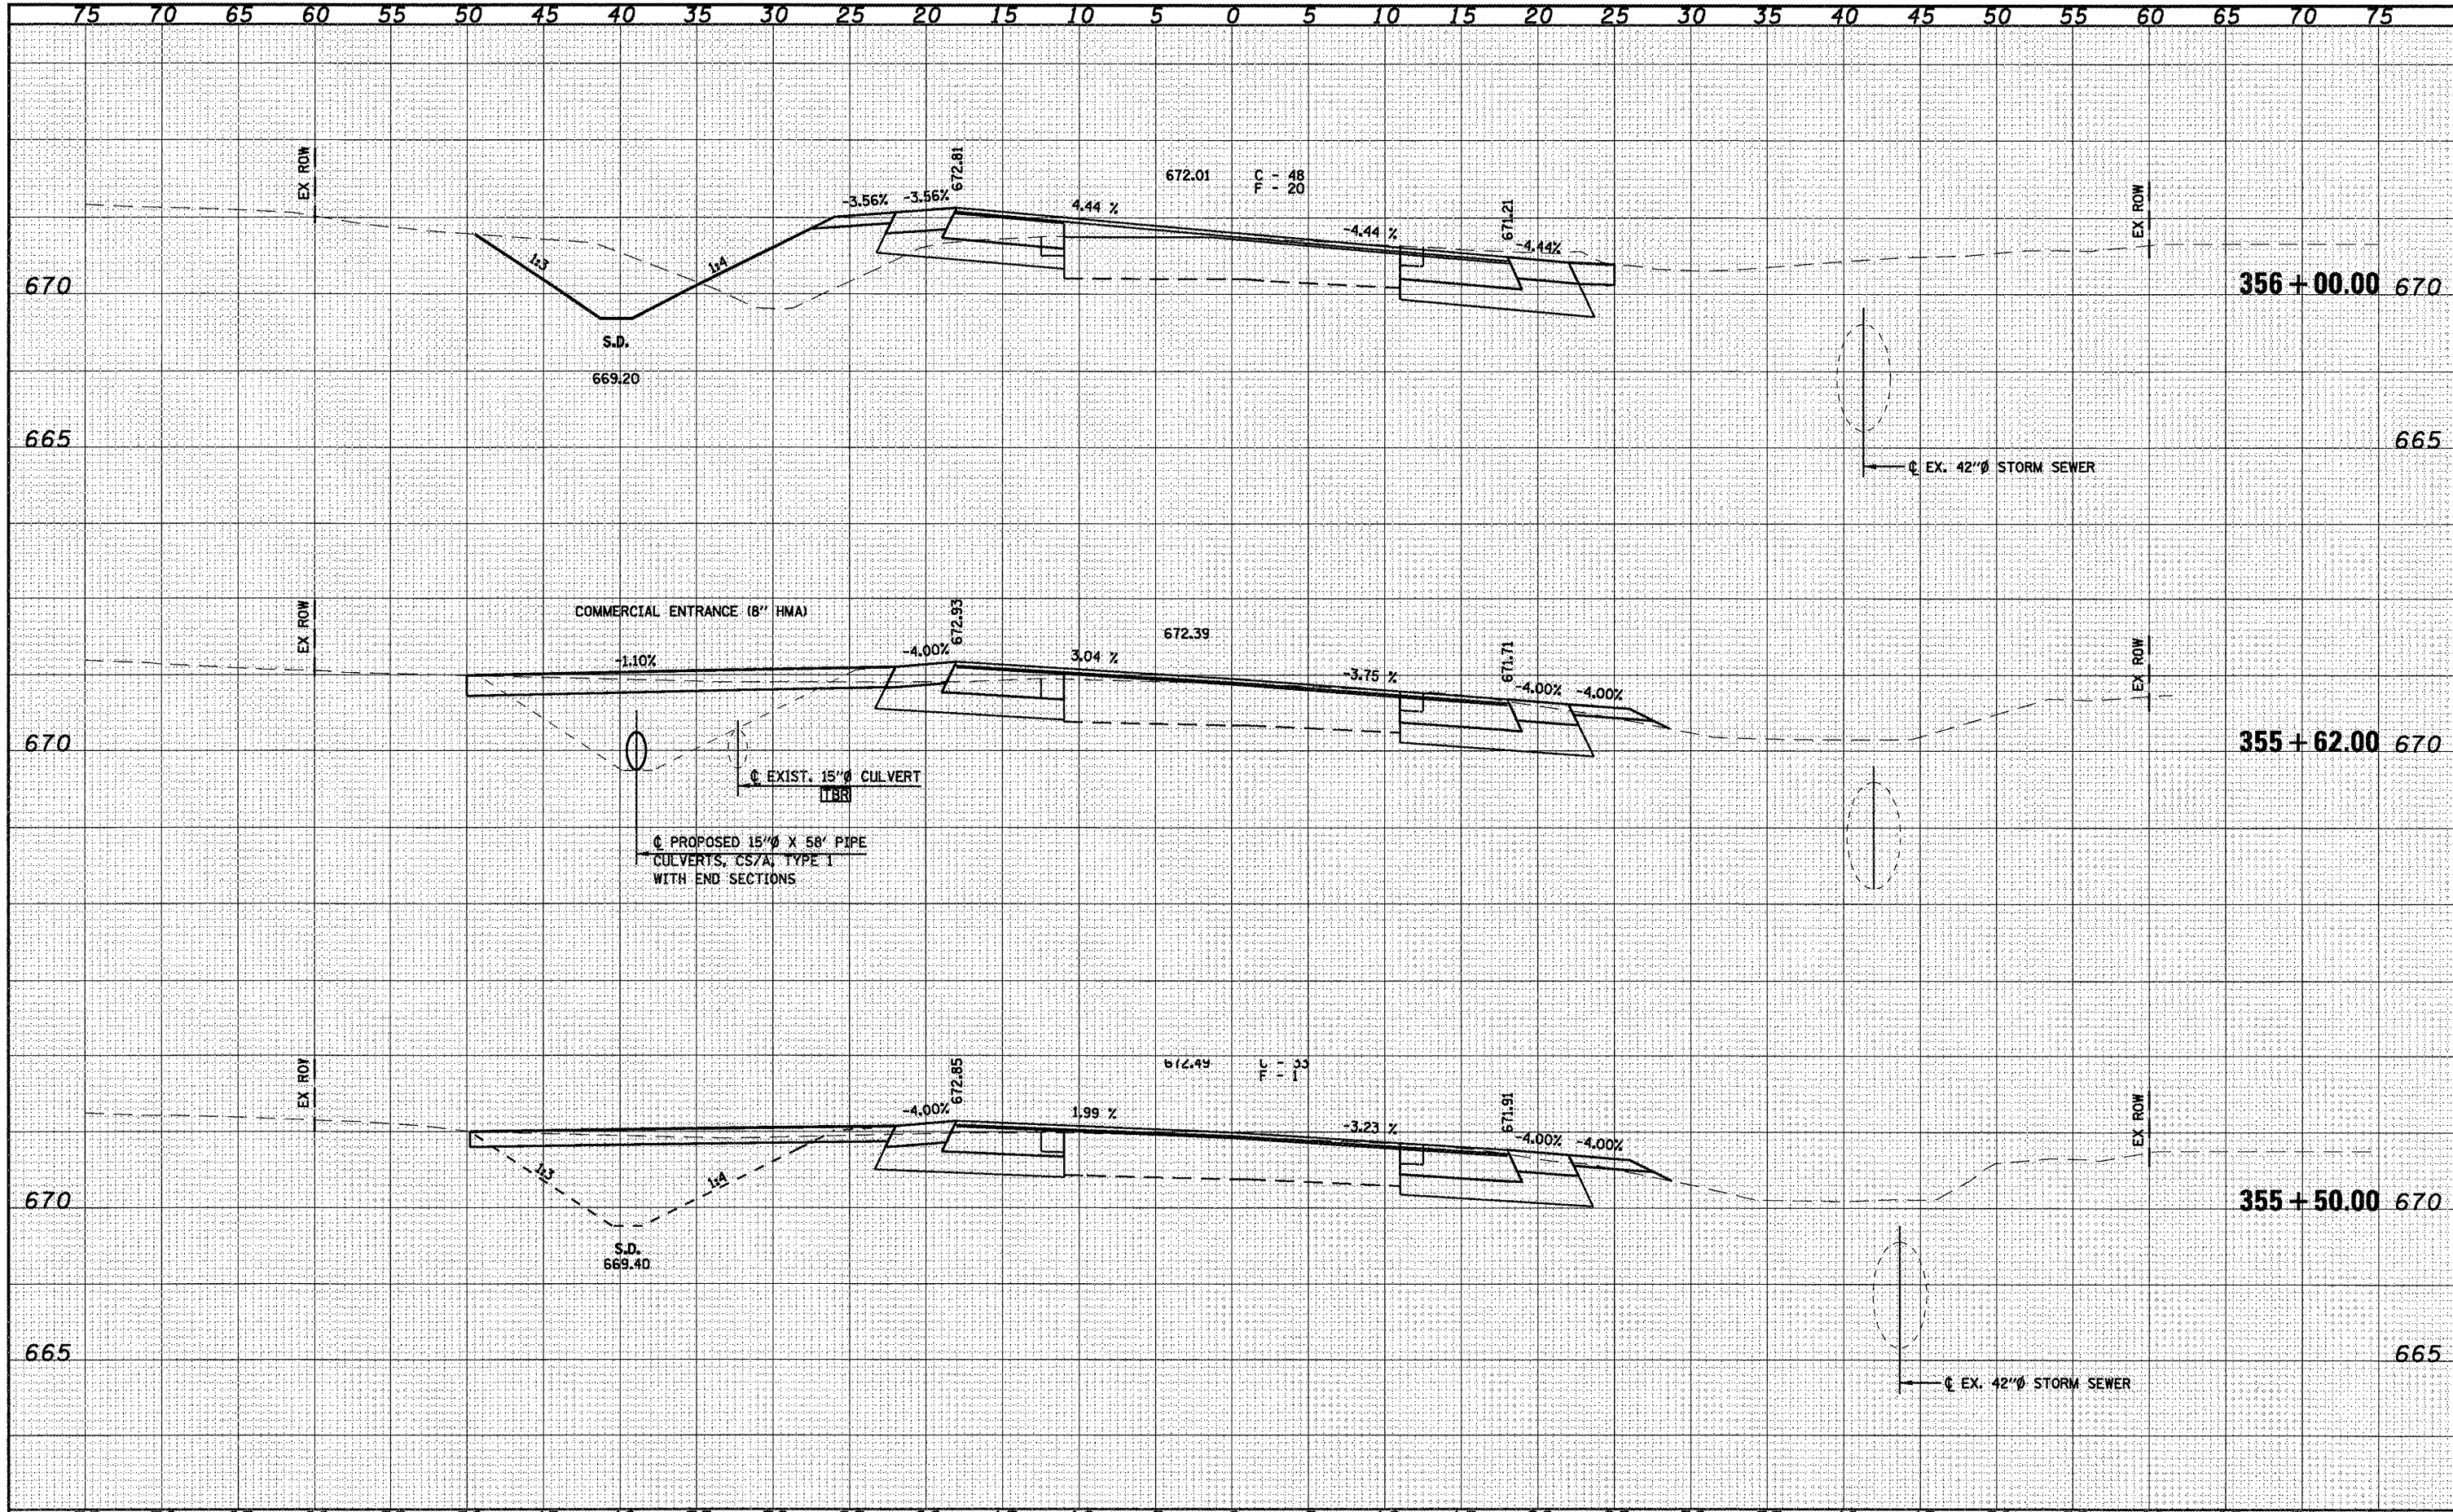 75 70 65 60 55 50 45 40 35 30 25 20 15 10 5 0 5 10 15 20 25 30 35 40 45 50 55 60 65 70 75
EX ROW
-3.56% -3.56%
672.81
4.44 %
672.01
C - 48
F - 20
-4.44 %
671.21
-4.44%
EX ROW
1:3
1:4
S.D.
669.20
670
356 + 00.00 670
665
665
℄ EX. 42"Ø STORM SEWER
EX ROW
COMMERCIAL ENTRANCE (8" HMA)
-1.10%
-4.00%
672.93
3.04 %
672.39
-3.75 %
671.71
-4.00% -4.00%
EX ROW
670
355 + 62.00 670
℄ EXIST. 15"Ø CULVERT
TBR
℄ PROPOSED 15"Ø X 58' PIPE
CULVERTS, CS/A, TYPE 1
WITH END SECTIONS
EX ROW
-4.00%
672.85
1.99 %
672.49
F - 1
-3.23 %
671.91
-4.00% -4.00%
EX ROW
1:3
1:4
S.D.
669.40
670
355 + 50.00 670
665
665
℄ EX. 42"Ø STORM SEWER